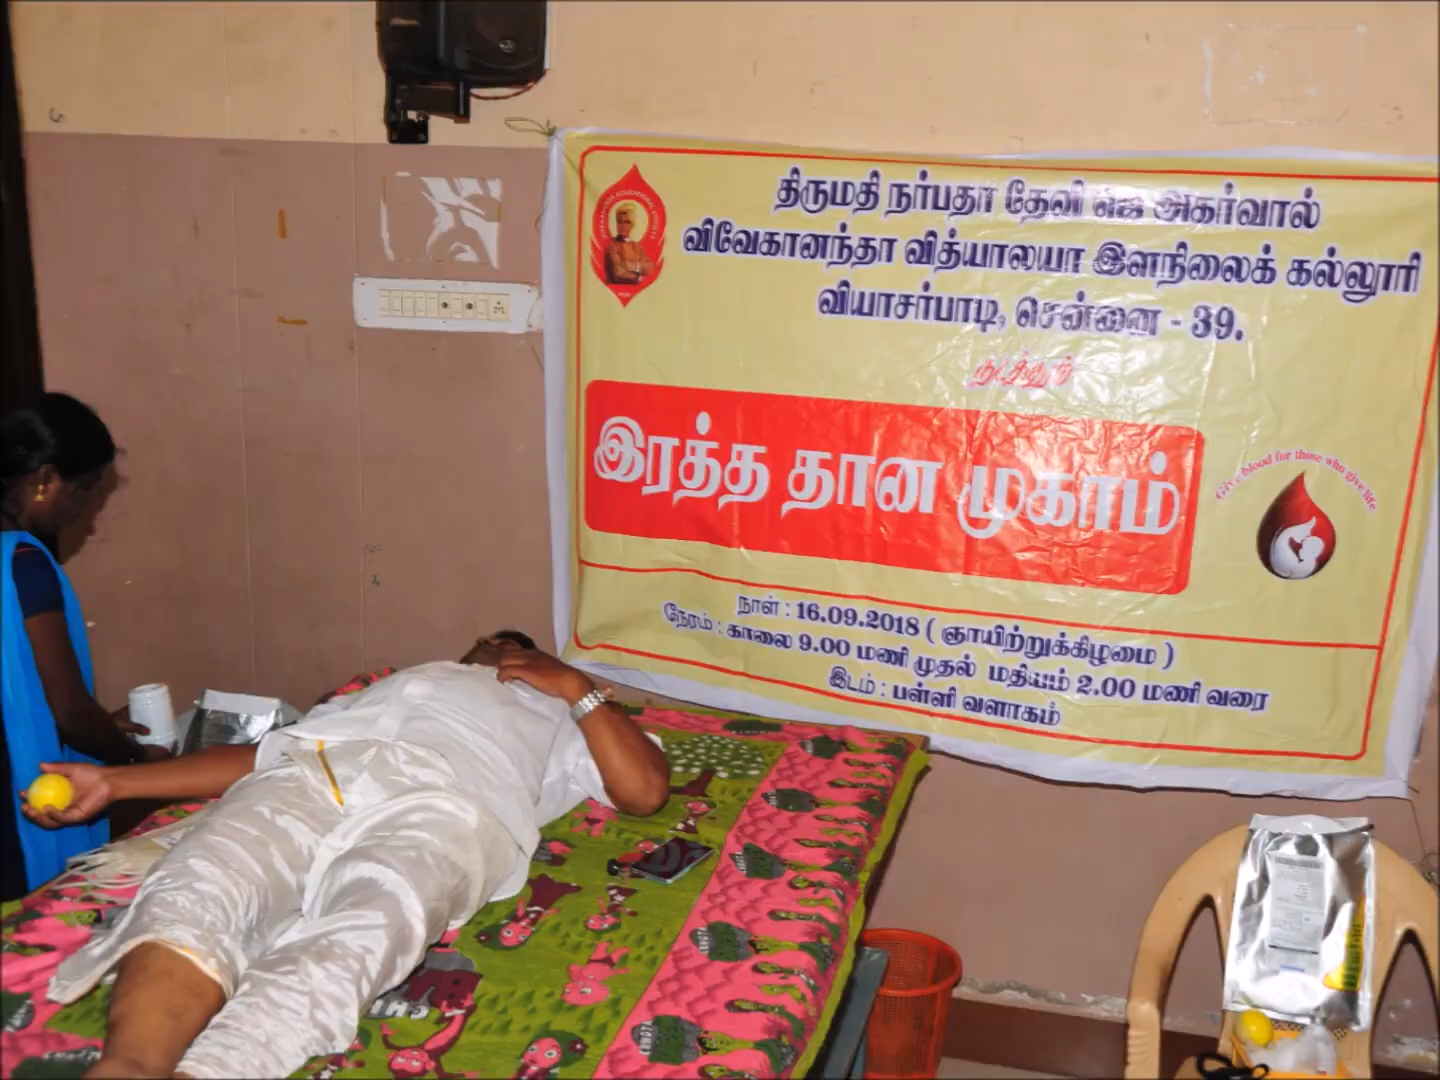 திருமதி நர்பதா தேவி ஜெ அகர்வால்
விவேகானந்தா வித்யாலயா இளநிலைக் கல்லூரி
வியாசர்பாடி, சென்னை - 39.
நடத்தும்
இரத்த தான முகாம்
Give blood for those who give life
நாள் : 16.09.2018 ( ஞாயிற்றுக்கிழமை )
நேரம் : காலை 9.00 மணி முதல் மதியம் 2.00 மணி வரை
இடம் : பள்ளி வளாகம்